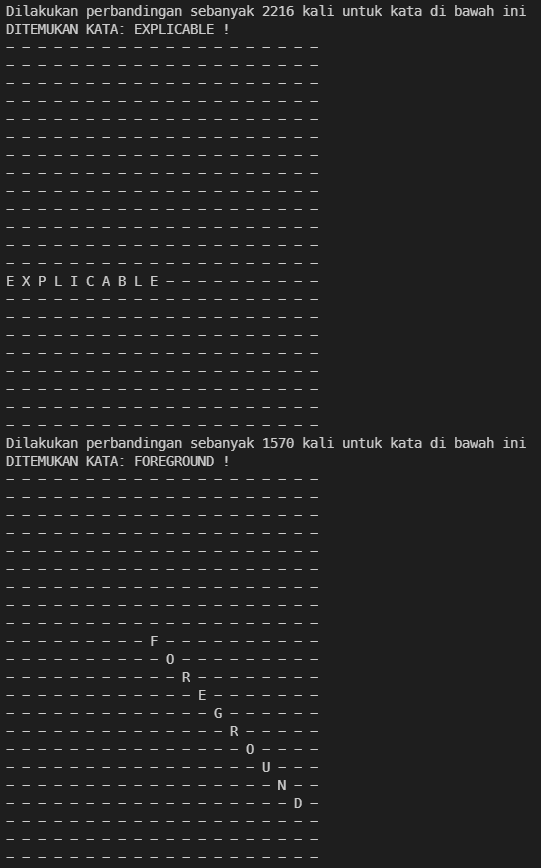 Dilakukan perbandingan sebanyak 2216 kali untuk kata di bawah ini
DITEMUKAN KATA: EXPLICABLE !
– – – – – – – – – – – – – – – – – – – –
– – – – – – – – – – – – – – – – – – – –
– – – – – – – – – – – – – – – – – – – –
– – – – – – – – – – – – – – – – – – – –
– – – – – – – – – – – – – – – – – – – –
– – – – – – – – – – – – – – – – – – – –
– – – – – – – – – – – – – – – – – – – –
– – – – – – – – – – – – – – – – – – – –
– – – – – – – – – – – – – – – – – – – –
– – – – – – – – – – – – – – – – – – – –
– – – – – – – – – – – – – – – – – – – –
– – – – – – – – – – – – – – – – – – – –
– – – – – – – – – – – – – – – – – – – –
E X P L I C A B L E – – – – – – – – – –
– – – – – – – – – – – – – – – – – – – –
– – – – – – – – – – – – – – – – – – – –
– – – – – – – – – – – – – – – – – – – –
– – – – – – – – – – – – – – – – – – – –
– – – – – – – – – – – – – – – – – – – –
– – – – – – – – – – – – – – – – – – – –
– – – – – – – – – – – – – – – – – – – –
– – – – – – – – – – – – – – – – – – – –
Dilakukan perbandingan sebanyak 1570 kali untuk kata di bawah ini
DITEMUKAN KATA: FOREGROUND !
– – – – – – – – – – – – – – – – – – – –
– – – – – – – – – – – – – – – – – – – –
– – – – – – – – – – – – – – – – – – – –
– – – – – – – – – – – – – – – – – – – –
– – – – – – – – – – – – – – – – – – – –
– – – – – – – – – – – – – – – – – – – –
– – – – – – – – – – – – – – – – – – – –
– – – – – – – – – – – – – – – – – – – –
– – – – – – – – – – – – – – – – – – – –
– – – – – – – – – F – – – – – – – – – –
– – – – – – – – – – O – – – – – – – – –
– – – – – – – – – – – R – – – – – – – –
– – – – – – – – – – – – E – – – – – – –
– – – – – – – – – – – – – G – – – – – –
– – – – – – – – – – – – – – R – – – – –
– – – – – – – – – – – – – – – O – – – –
– – – – – – – – – – – – – – – – U – – –
– – – – – – – – – – – – – – – – – N – –
– – – – – – – – – – – – – – – – – – D –
– – – – – – – – – – – – – – – – – – – –
– – – – – – – – – – – – – – – – – – – –
– – – – – – – – – – – – – – – – – – – –